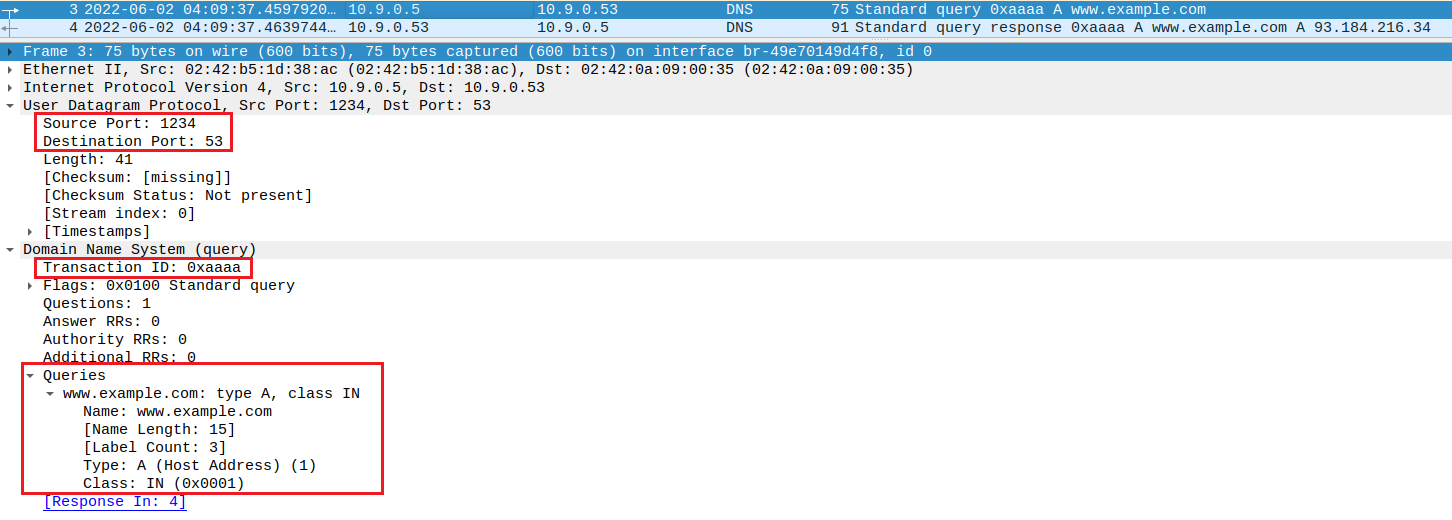 3 2022-06-02 04:09:37.4597920… 10.9.0.5 10.9.0.53 DNS 75 Standard query 0xaaaa A www.example.com
4 2022-06-02 04:09:37.4639744… 10.9.0.53 10.9.0.5 DNS 91 Standard query response 0xaaaa A www.example.com A 93.184.216.34
Frame 3: 75 bytes on wire (600 bits), 75 bytes captured (600 bits) on interface br-49e70149d4f8, id 0
Ethernet II, Src: 02:42:b5:1d:38:ac (02:42:b5:1d:38:ac), Dst: 02:42:0a:09:00:35 (02:42:0a:09:00:35)
Internet Protocol Version 4, Src: 10.9.0.5, Dst: 10.9.0.53
User Datagram Protocol, Src Port: 1234, Dst Port: 53
Source Port: 1234
Destination Port: 53
Length: 41
[Checksum: [missing]]
[Checksum Status: Not present]
[Stream index: 0]
[Timestamps]
Domain Name System (query)
Transaction ID: 0xaaaa
Flags: 0x0100 Standard query
Questions: 1
Answer RRs: 0
Authority RRs: 0
Additional RRs: 0
Queries
www.example.com: type A, class IN
Name: www.example.com
[Name Length: 15]
[Label Count: 3]
Type: A (Host Address) (1)
Class: IN (0x0001)
[Response In: 4]